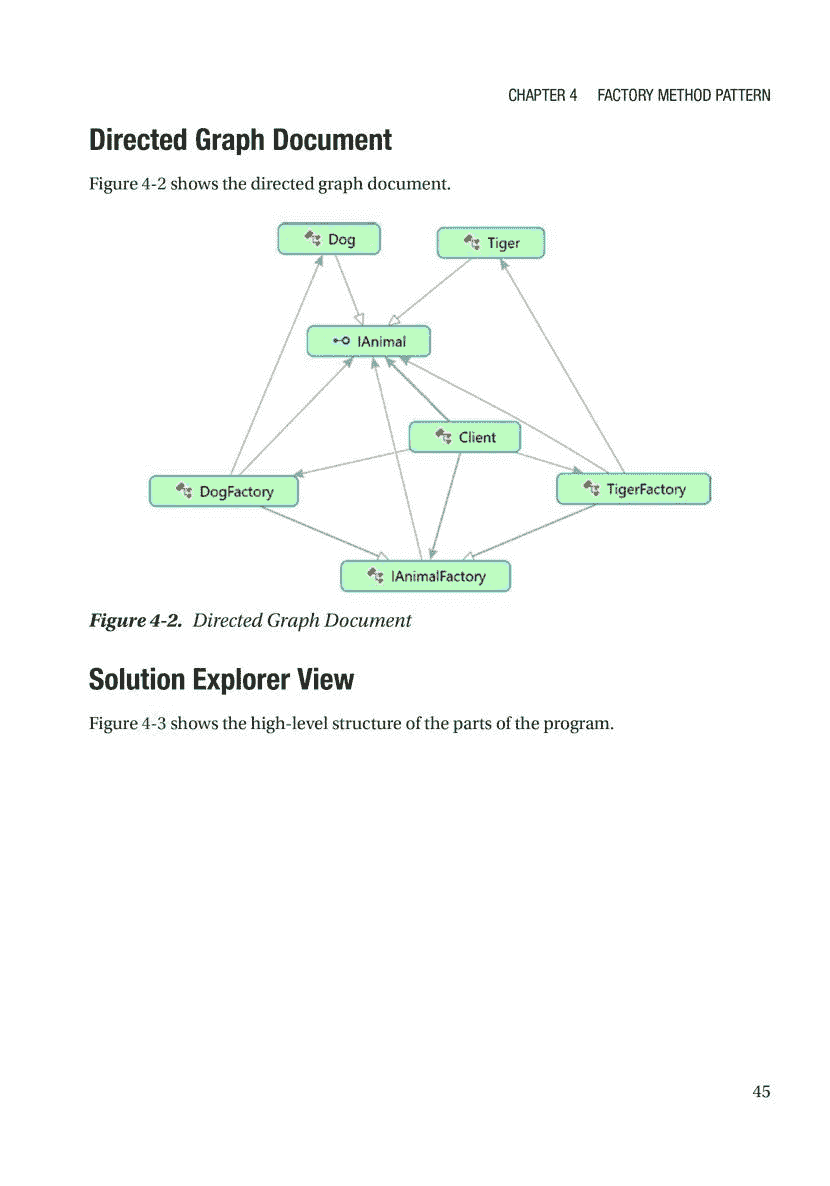 CHAPTER 4 FACTORY METHOD PATTERN
Directed Graph Document
Figure 4-2 shows the directed graph document.
Dog
Tiger
IAnimal
Client
DogFactory
TigerFactory
IAnimalFactory
Figure 4-2. Directed Graph Document
Solution Explorer View
Figure 4-3 shows the high-level structure of the parts of the program.
45